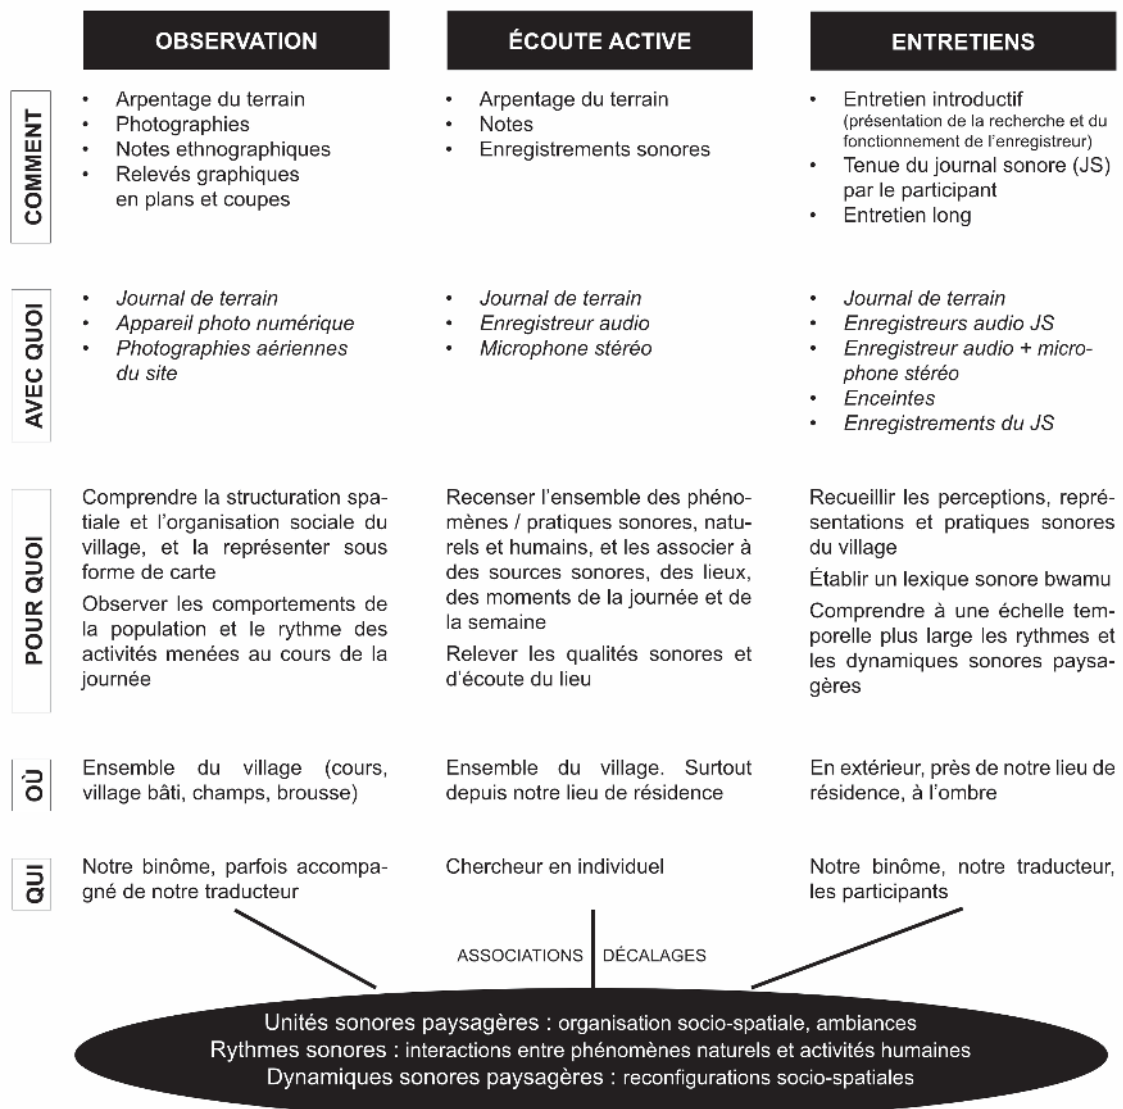 OBSERVATION
ÉCOUTE ACTIVE
ENTRETIENS
COMMENT
• Arpentage du terrain
• Photographies
• Notes ethnographiques
• Relevés graphiques
en plans et coupes
• Arpentage du terrain
• Notes
• Enregistrements sonores
• Entretien introductif
(présentation de la recherche et du
fonctionnement de l'enregistreur)
• Tenue du journal sonore (JS)
par le participant
• Entretien long
AVEC QUOI
• Journal de terrain
• Appareil photo numérique
• Photographies aériennes
du site
• Journal de terrain
• Enregistreur audio
• Microphone stéréo
• Journal de terrain
• Enregistreurs audio JS
• Enregistreur audio + micro-
phone stéréo
• Enceintes
• Enregistrements du JS
POUR QUOI
Comprendre la structuration spa-
tiale et l'organisation sociale du
village, et la représenter sous
forme de carte
Observer les comportements de
la population et le rythme des
activités menées au cours de la
journée
Recenser l'ensemble des phéno-
mènes / pratiques sonores, natu-
rels et humains, et les associer à
des sources sonores, des lieux,
des moments de la journée et de
la semaine
Relever les qualités sonores et
d'écoute du lieu
Recueillir les perceptions, repré-
sentations et pratiques sonores
du village
Établir un lexique sonore bwamu
Comprendre à une échelle tem-
porelle plus large les rythmes et
les dynamiques sonores paysa-
gères
OÙ
Ensemble du village (cours,
village bâti, champs, brousse)
Ensemble du village. Surtout
depuis notre lieu de résidence
En extérieur, près de notre lieu de
résidence, à l'ombre
QUI
Notre binôme, parfois accompa-
gné de notre traducteur
Chercheur en individuel
Notre binôme, notre traducteur,
les participants
ASSOCIATIONS DÉCALAGES
Unités sonores paysagères : organisation socio-spatiale, ambiances
Rythmes sonores : interactions entre phénomènes naturels et activités humaines
Dynamiques sonores paysagères : reconfigurations socio-spatiales